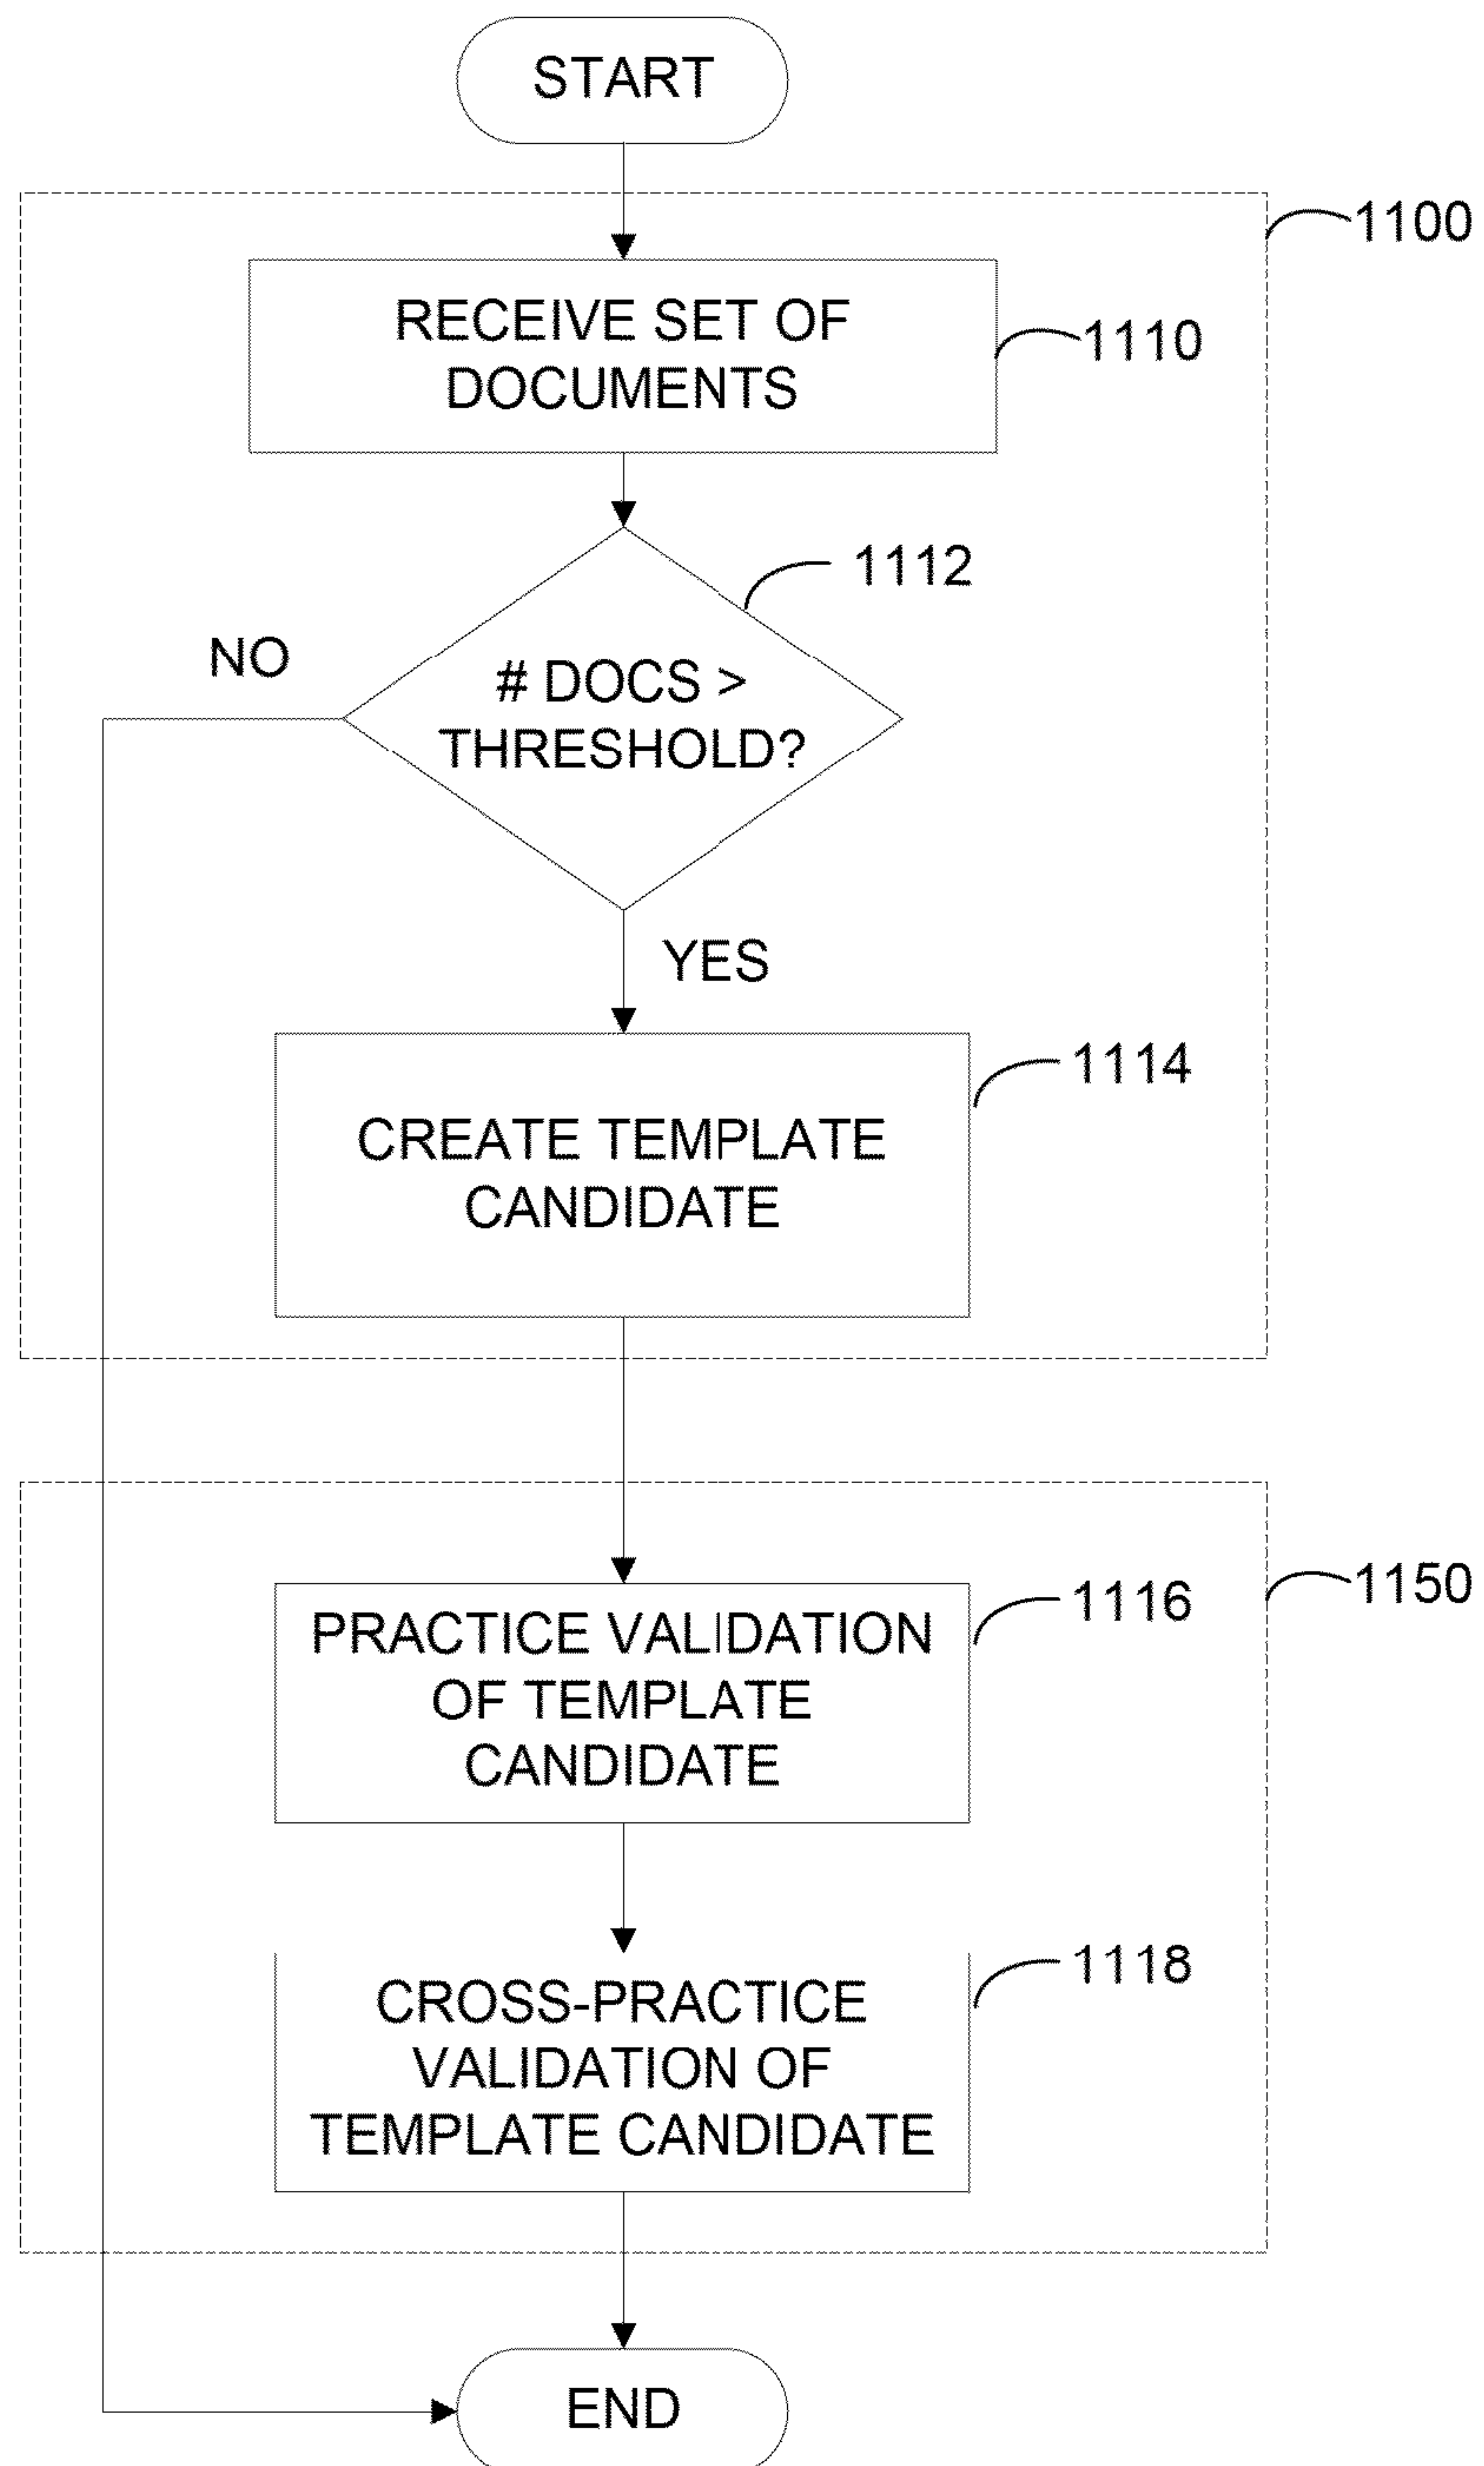 START
1100
RECEIVE SET OF
DOCUMENTS
1110
1112
NO
# DOCS >
THRESHOLD?
YES
1114
CREATE TEMPLATE
CANDIDATE
1150
1116
PRACTICE VALIDATION
OF TEMPLATE
CANDIDATE
1118
CROSS-PRACTICE
VALIDATION OF
TEMPLATE CANDIDATE
END